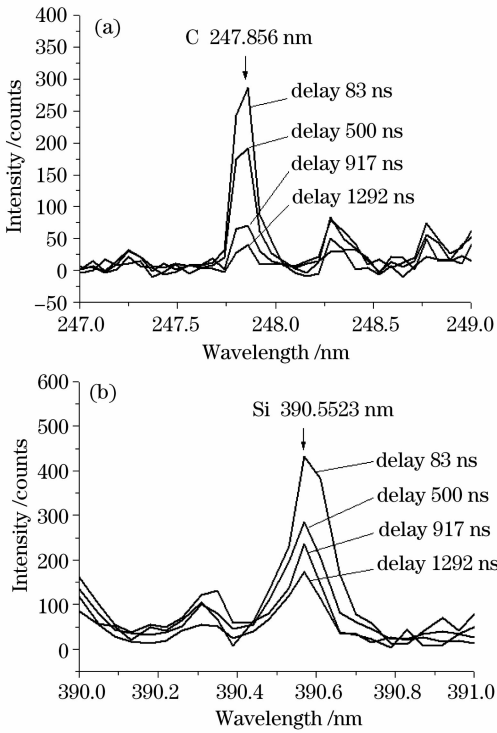 (a)
C 247.856 nm
delay 83 ns
delay 500 ns
delay 917 ns
delay 1292 ns
400
350
300
250
200
150
100
50
0
−50
Intensity /counts
247.0 247.5 248.0 248.5 249.0
Wavelength /nm
(b)
Si 390.5523 nm
delay 83 ns
delay 500 ns
delay 917 ns
delay 1292 ns
600
500
400
300
200
100
0
Intensity /counts
390.0 390.2 390.4 390.6 390.8 391.0
Wavelength /nm